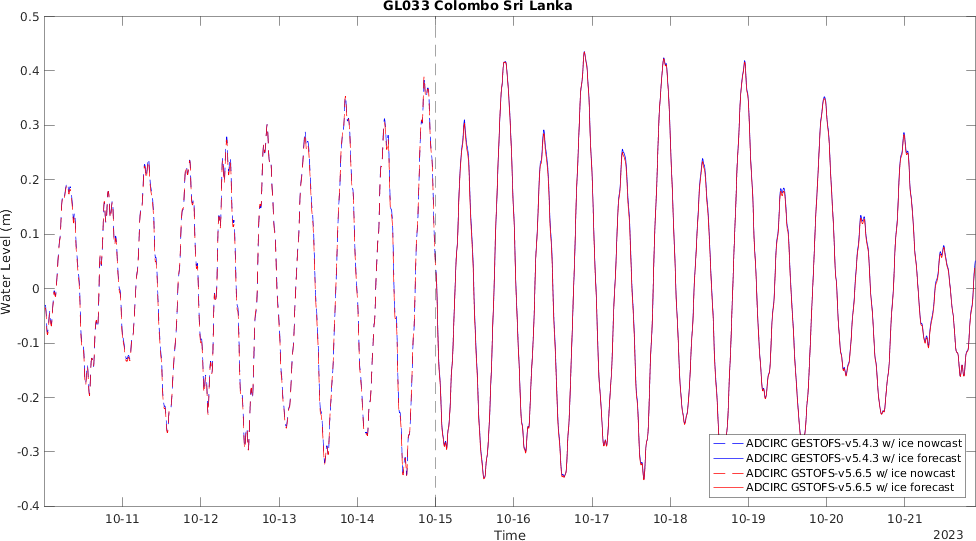 GL033 Colombo Sri Lanka
0.5
0.4
0.3
0.2
0.1
0
-0.1
-0.2
-0.3
-0.4
Water Level (m)
ADCIRC GESTOFS-v5.4.3 w/ ice nowcast
ADCIRC GESTOFS-v5.4.3 w/ ice forecast
ADCIRC GSTOFS-v5.6.5 w/ ice nowcast
ADCIRC GSTOFS-v5.6.5 w/ ice forecast
10-11 10-12 10-13 10-14 10-15 10-16 10-17 10-18 10-19 10-20 10-21
Time
2023